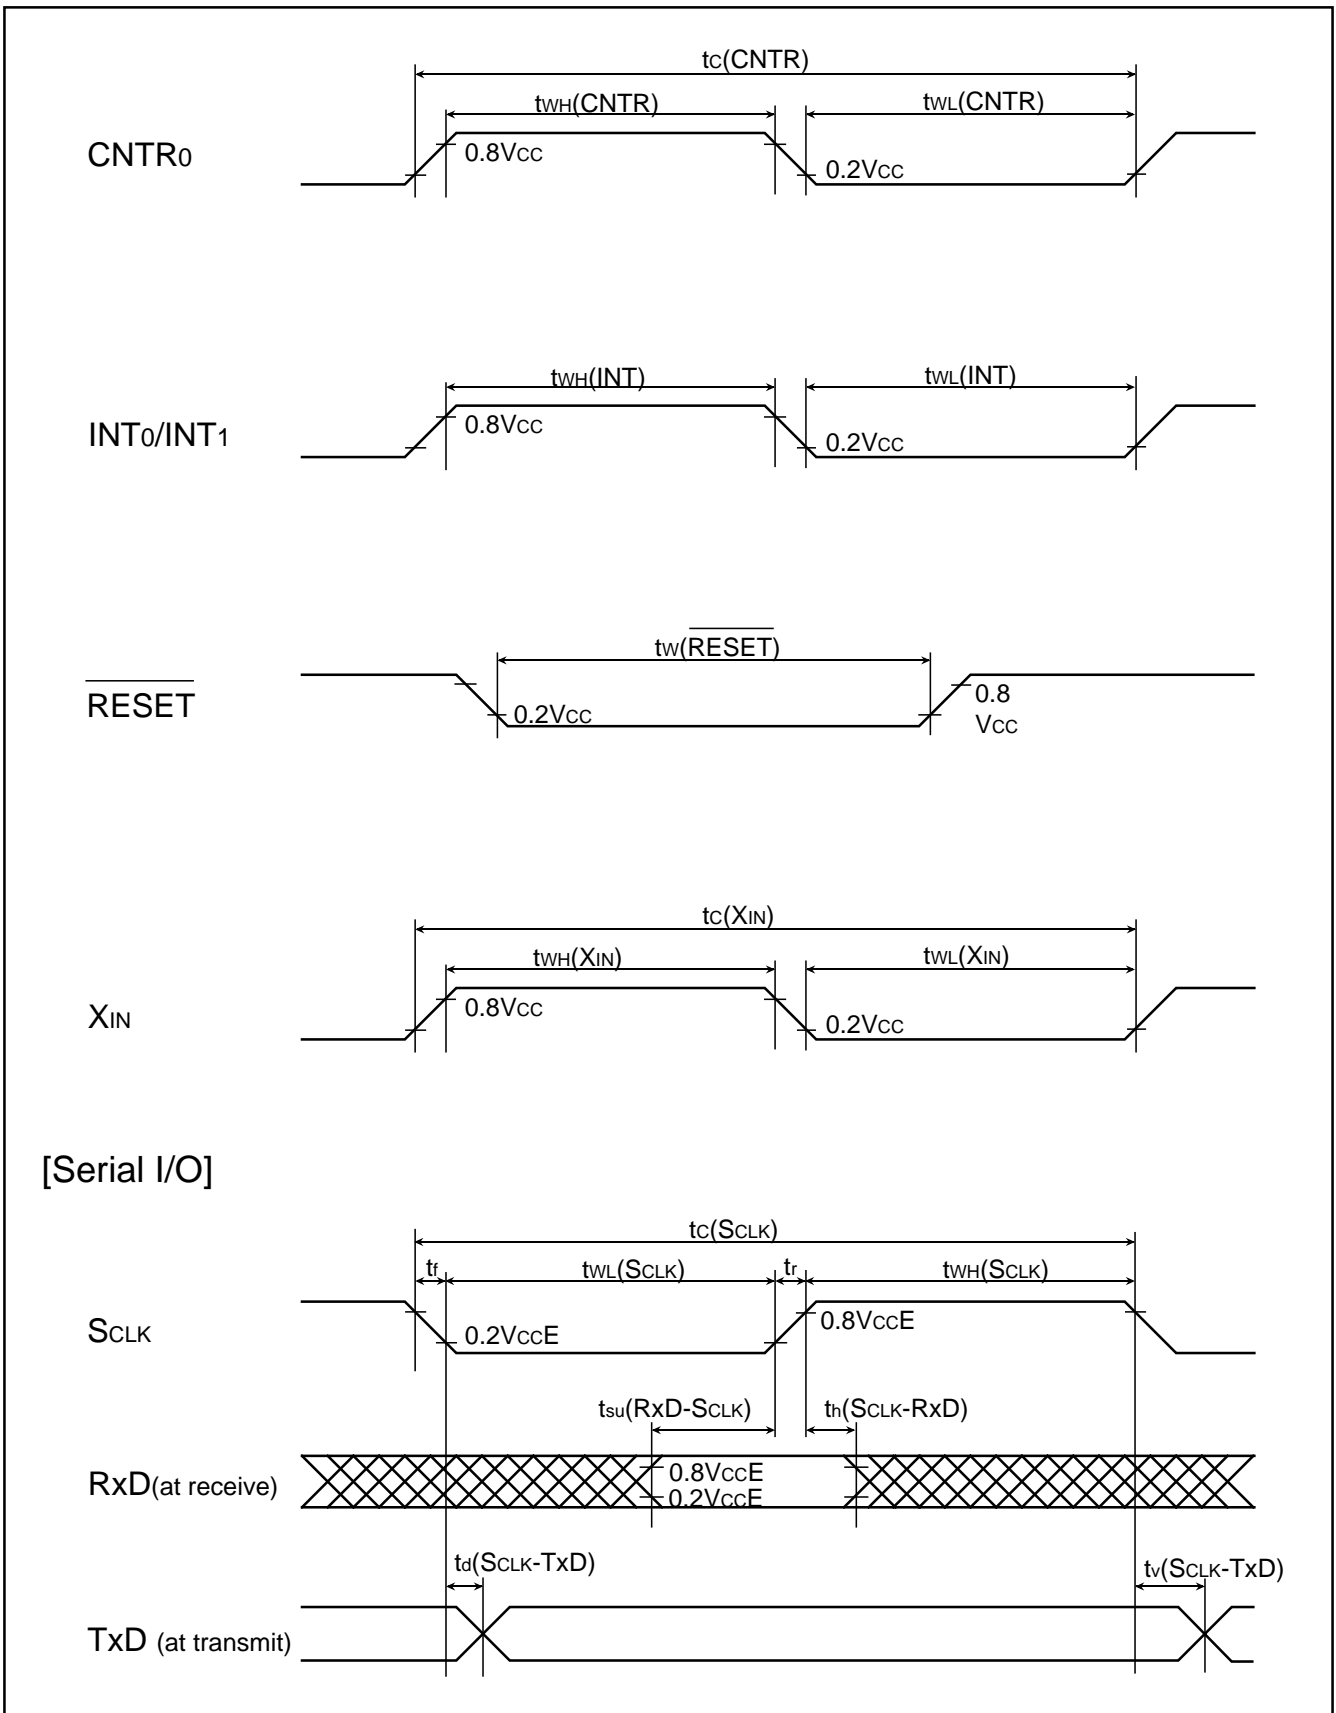 tC(CNTR)
tWH(CNTR) tWL(CNTR)
CNTR0
0.8VCC
0.2VCC
tWH(INT) tWL(INT)
INT0/INT1
0.8VCC
0.2VCC
tW(RESET)
RESET
0.2VCC
0.8
VCC
tC(XIN)
tWH(XIN) tWL(XIN)
XIN
0.8VCC
0.2VCC
[Serial I/O]
tC(SCLK)
tf tWL(SCLK) tr tWH(SCLK)
SCLK
0.2VCCE
0.8VCCE
tsu(RxD-SCLK) th(SCLK-RxD)
RxD(at receive)
0.8VCCE
0.2VCCE
td(SCLK-TxD) tv(SCLK-TxD)
TxD (at transmit)